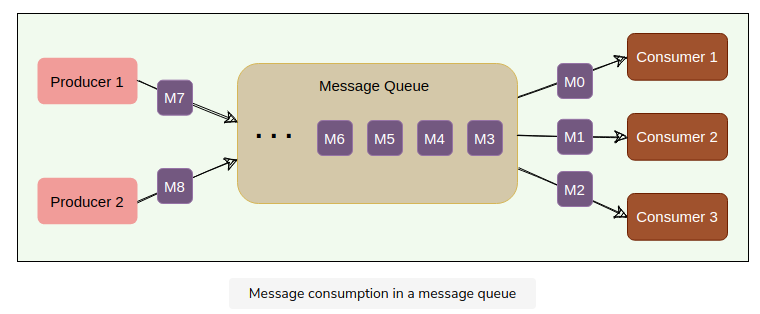 Producer 1
M7
Producer 2
M8
Message Queue
. . .
M6 M5 M4 M3
M0
Consumer 1
M1
Consumer 2
M2
Consumer 3
Message consumption in a message queue